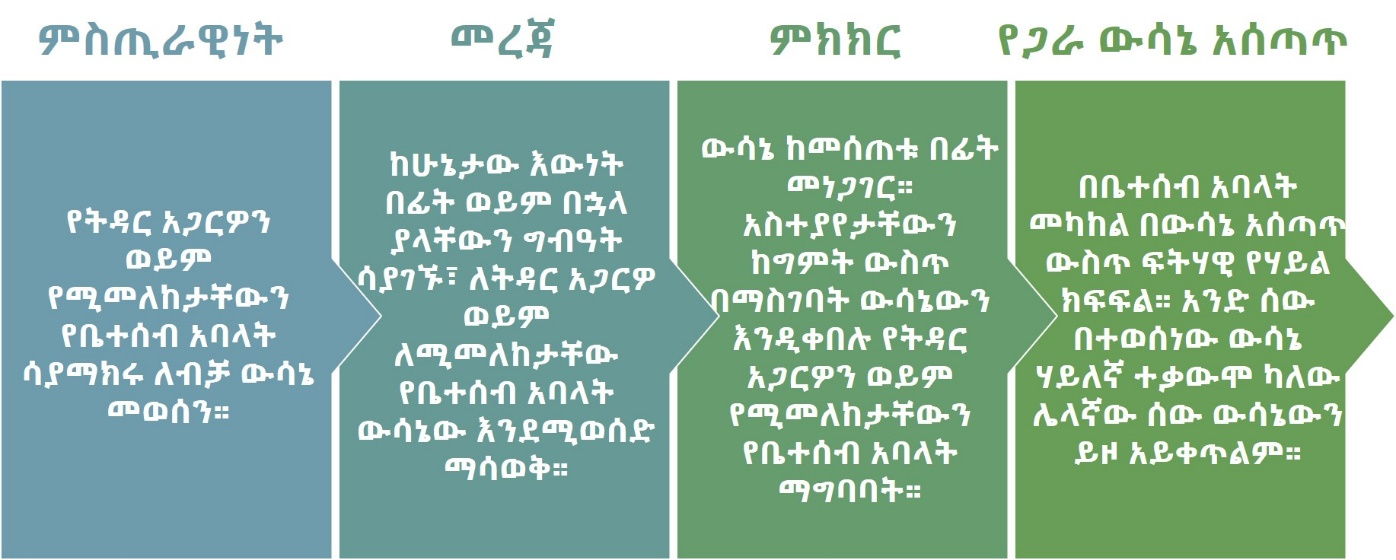 ምስጢራዊነት
የትዳር አጋርዎን
ወይም
የሚመለከታቸውን
የቤተሰብ አባላት
ሳያማክሩ ለብቻ ውሳኔ
መወሰን።
መረጃ
ከሁኔታው እውነት
በፊት ወይም በኋላ
ያላቸውን ግብዓት
ሳያገኙ፣ ለትዳር አጋርዎ
ወይም
ለሚመለከታቸው
የቤተሰብ አባላት
ውሳኔው እንደሚወሰድ
ማሳወቅ።
ምክክር
ውሳኔ ከመሰጠቱ በፊት
መነጋገር።
አስተያየታቸውን
ከግምት ውስጥ
በማስገባት ውሳኔውን
እንዲቀበሉ የትዳር
አጋርዎን ወይም
የሚመለከታቸውን
የቤተሰብ አባላት
ማግባባት።
የጋራ ውሳኔ አሰጣጥ
በቤተሰብ አባላት
መካከል በውሳኔ አሰጣጥ
ውስጥ ፍትሃዊ የሃይል
ክፍፍል። አንድ ሰው
በተወሰነው ውሳኔ
ሃይለኛ ተቃውሞ ካለው
ሌላኛው ሰው ውሳኔውን
ይዞ አይቀጥልም።